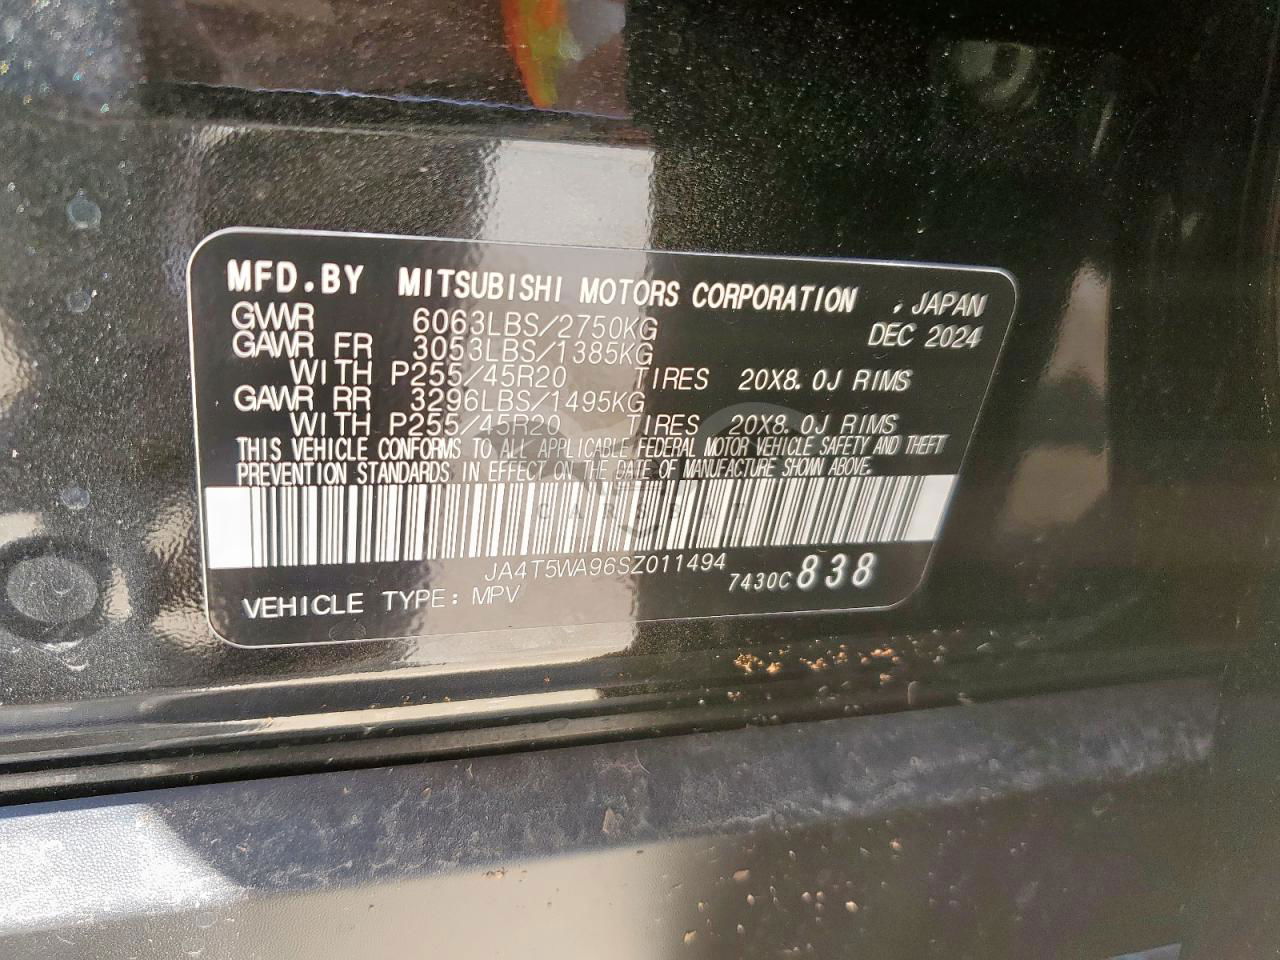 MFD.BY MITSUBISHI MOTORS CORPORATION , JAPAN
GVWR 6063LBS/2750KG DEC 2024
GAWR FR 3053LBS/1385KG
WITH P255/45R20 TIRES 20X8.0J RIMS
GAWR RR 3296LBS/1495KG
WITH P255/45R20 TIRES 20X8.0J RIMS
THIS VEHICLE CONFORMS TO ALL APPLICABLE FEDERAL MOTOR VEHICLE SAFETY AND THEFT
PREVENTION STANDARDS IN EFFECT ON THE DATE OF MANUFACTURE SHOWN ABOVE.
JA4T5WA96SZ011494
VEHICLE TYPE: MPV 7430C838